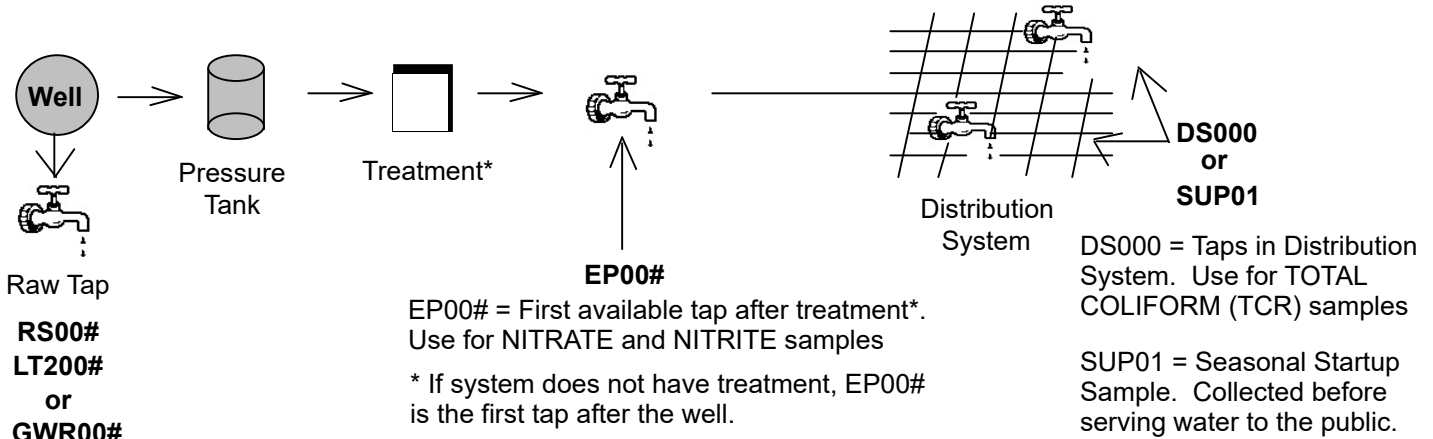 Well
Pressure
Tank
Treatment*
Raw Tap
RS00#
LT200#
or
GWR00#
EP00#
EP00# = First available tap after treatment*.
Use for NITRATE and NITRITE samples
* If system does not have treatment, EP00#
is the first tap after the well.
Distribution
System
DS000
or
SUP01
DS000 = Taps in Distribution
System. Use for TOTAL
COLIFORM (TCR) samples
SUP01 = Seasonal Startup
Sample. Collected before
serving water to the public.